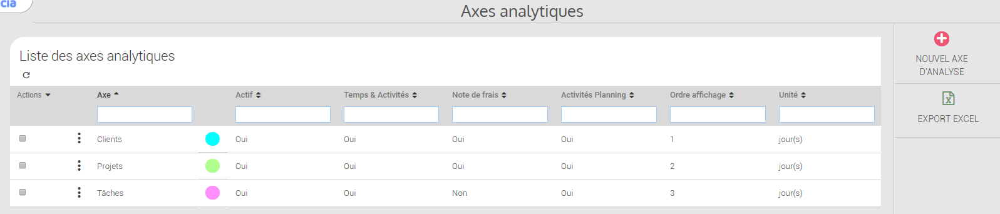 cia
Axes analytiques
Liste des axes analytiques
Actions Axe Actif Temps & Activités Note de frais Activités Planning Ordre affichage Unité
Clients Oui Oui Oui Oui 1 jour(s)
Projets Oui Oui Oui Oui 2 jour(s)
Tâches Oui Oui Non Oui 3 jour(s)
NOUVEL AXE
D'ANALYSE
EXPORT EXCEL